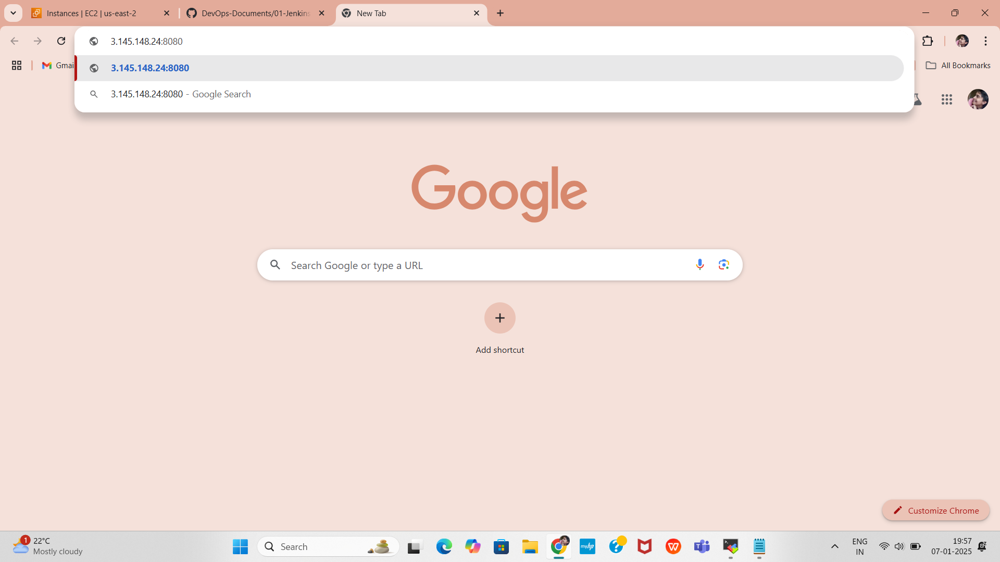 Instances | EC2 | us-east-2
DevOps-Documents/01-Jenkins
New Tab
3.145.148.24:8080
Gmai
3.145.148.24:8080
All Bookmarks
3.145.148.24:8080 - Google Search
Google
Search Google or type a URL
Add shortcut
Customize Chrome
1
22°C
Mostly cloudy
Search
myhp
W
ENG
IN
19:57
07-01-2025